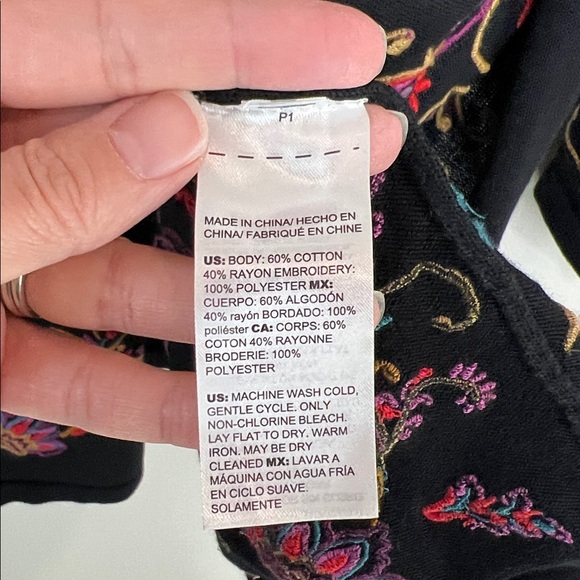 P1
MADE IN CHINA/ HECHO EN
CHINA/ FABRIQUÉ EN CHINE
US: BODY: 60% COTTON
40% RAYON EMBROIDERY:
100% POLYESTER MX:
CUERPO: 60% ALGODÓN
40% rayón BORDADO: 100%
poliéster CA: CORPS: 60%
COTON 40% RAYONNE
BRODERIE: 100%
POLYESTER
US: MACHINE WASH COLD,
GENTLE CYCLE. ONLY
NON-CHLORINE BLEACH.
LAY FLAT TO DRY. WARM
IRON. MAY BE DRY
CLEANED MX: LAVAR A
MÁQUINA CON AGUA FRÍA
EN CICLO SUAVE.
SOLAMENTE